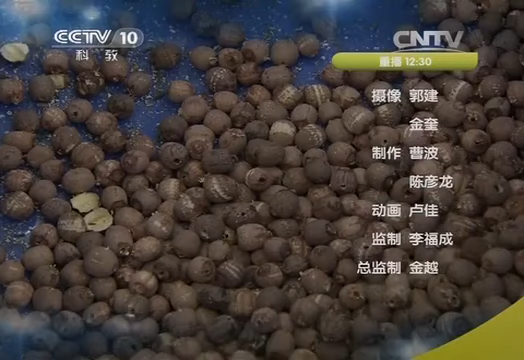 CCTV 10
科 教
CNTV
重播 12:30
摄像 郭建
金奎
制作 曹波
陈彦龙
动画 卢佳
监制 李福成
总监制 金越